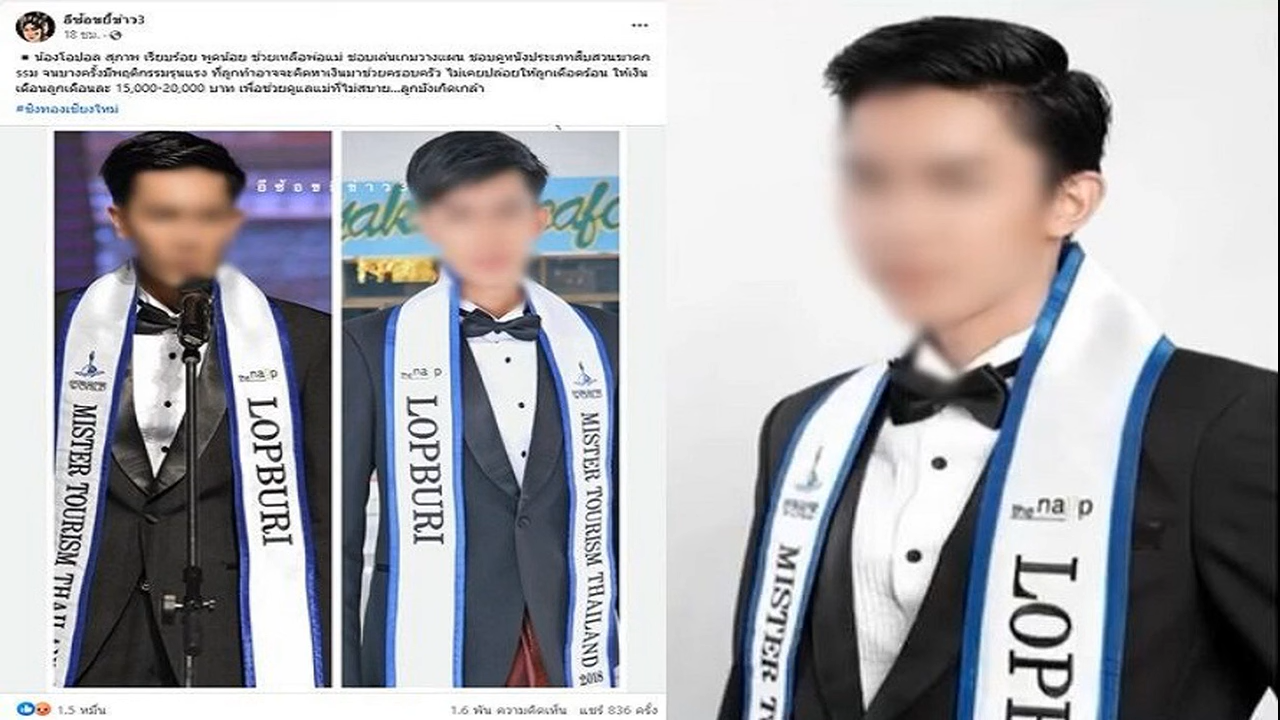 อีซ้อขยี้ข่าว3
18 ชม.
▪ น้องโอปอล สุภาพ เรียบร้อย พูดน้อย ช่วยเหลือพ่อแม่ ชอบเล่นเกมวางแผน ชอบดูหนังประเภทสืบสวนฆาตก
รรม จนบางครั้งมีพฤติกรรมรุนแรง ที่ลูกทำอาจจะคิดหาเงินมาช่วยครอบครัว ไม่เคยปล่อยให้ลูกเดือดร้อน ให้เงิน
เดือนลูกเดือนละ 15,000-20,000 บาท เพื่อช่วยดูแลแม่ที่ไม่สบาย...ลูกบังเกิดเกล้า
#ชิงทองเชียงใหม่
อีซ้อขยี้ข่าว3
MISTER TOURISM THAILAN
LOPBURI
the
LOPBURI
MISTER TOURISM THAILAND 2018
the
MISTER T
the
LOPB
1.5 หมื่น
1.6 พัน ความคิดเห็น แชร์ 836 ครั้ง